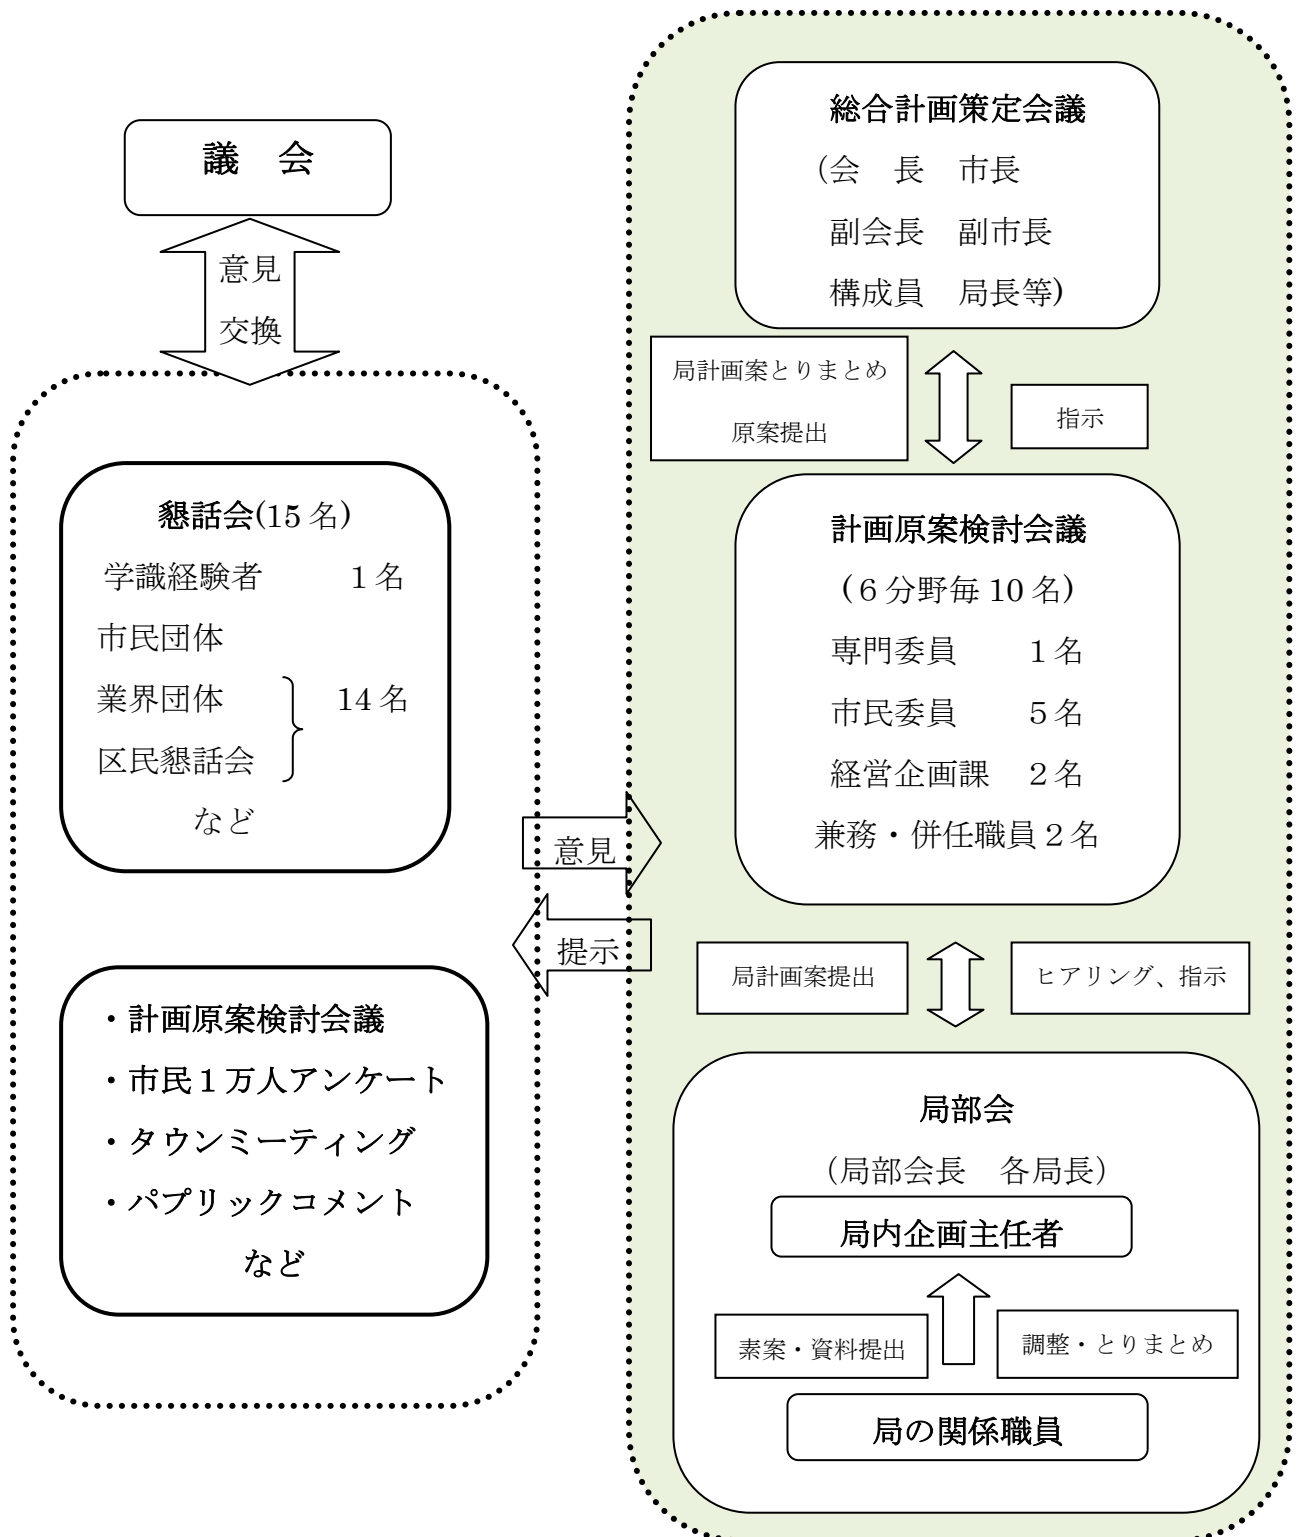 議　会
意見
交換
懇話会(15名)
学識経験者　　1名
市民団体
業界団体　　14名
区民懇話会
など
・計画原案検討会議
・市民１万人アンケート
・タウンミーティング
・パブリックコメント
など
意見
提示
総合計画策定会議
(会　長　市長
副会長　副市長
構成員　局長等)
局計画案とりまとめ
原案提出
指示
計画原案検討会議
(６分野毎10名)
専門委員　　１名
市民委員　　５名
経営企画課　２名
兼務・併任職員２名
局計画案提出
ヒアリング、指示
局部会
（局部会長　各局長）
局内企画主任者
素案・資料提出
調整・とりまとめ
局の関係職員